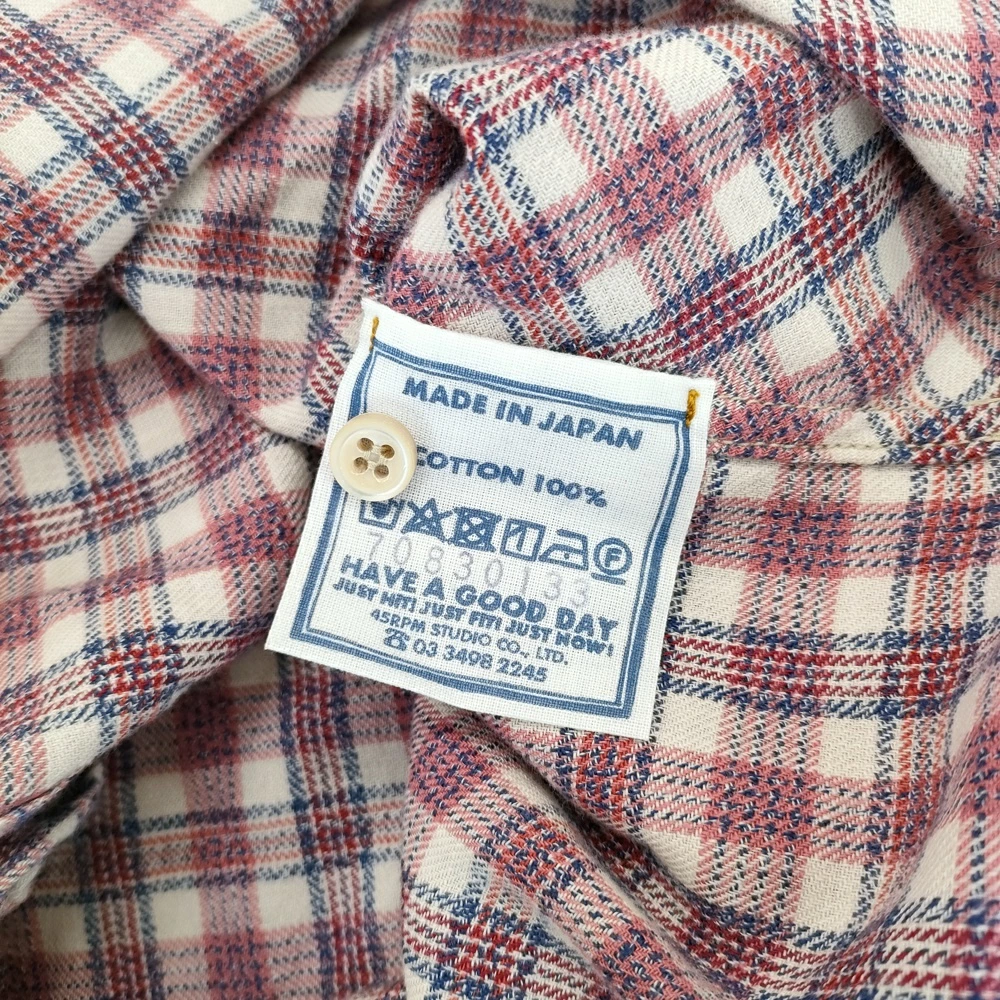 MADE IN JAPAN
COTTON 100%
F
70830133
HAVE A GOOD DAY
JUST HIT! JUST FIT! JUST NOW!
45RPM STUDIO CO., LTD.
☎ 03 3498 2245